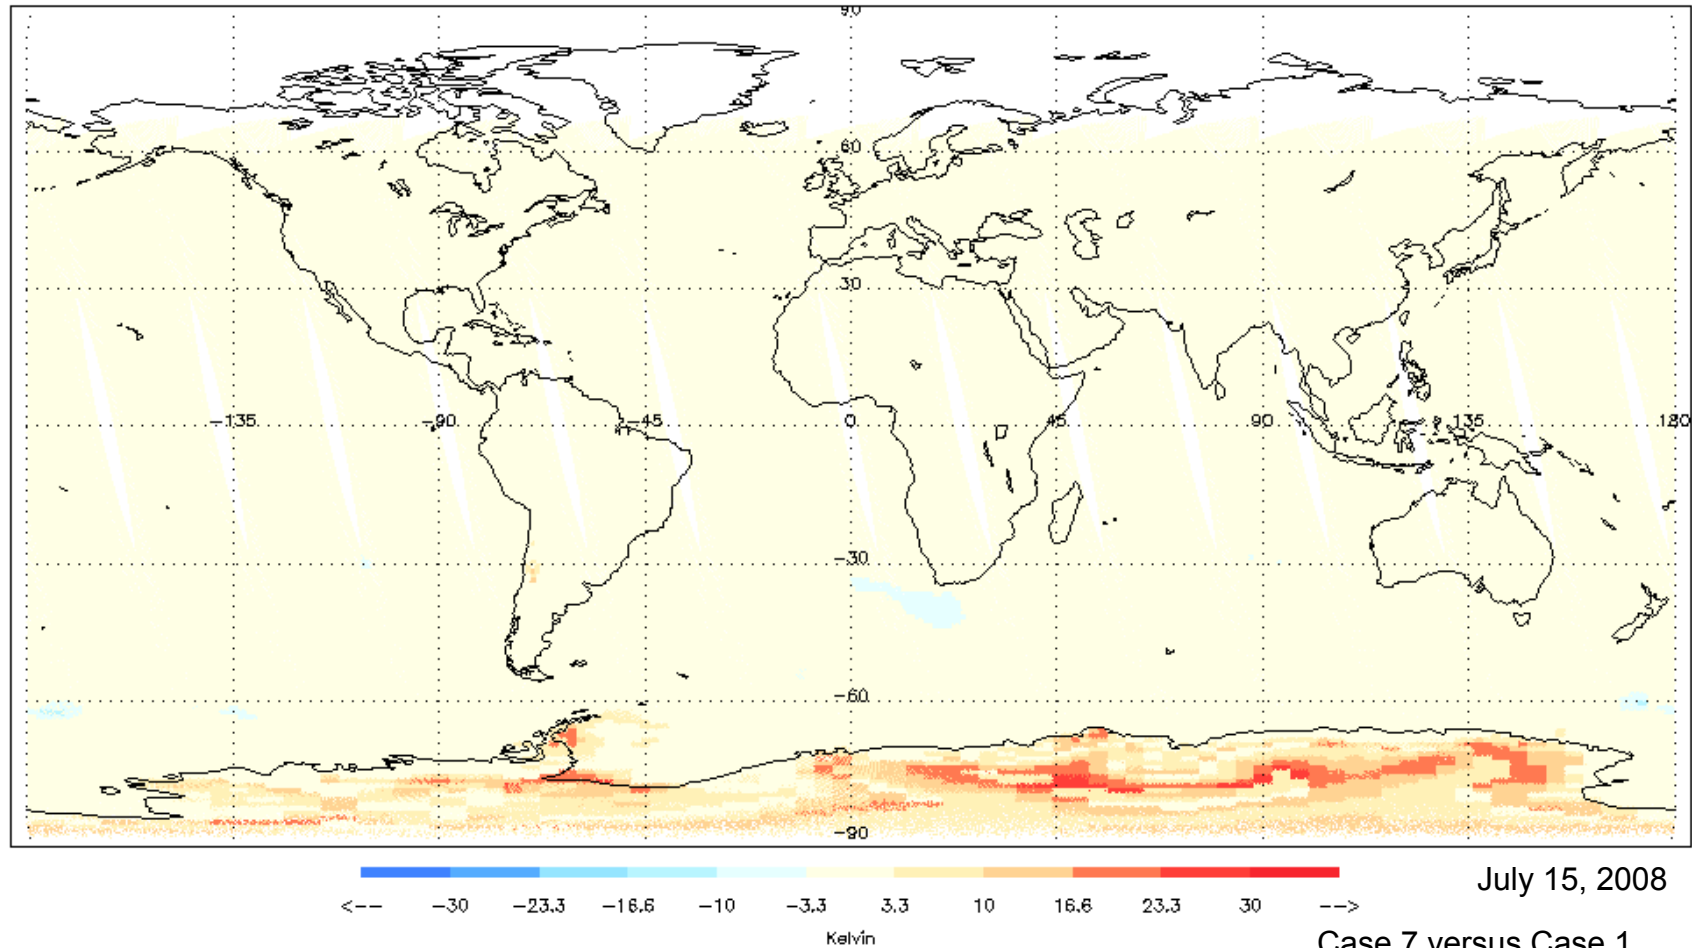 90
60
30
-135 -90 -45 0 45 90 135 180
-30
-60
-90
<-- -30 -23.3 -16.6 -10 -3.3 3.3 10 16.6 23.3 30 -->
Kelvin
July 15, 2008
Case 7 versus Case 1